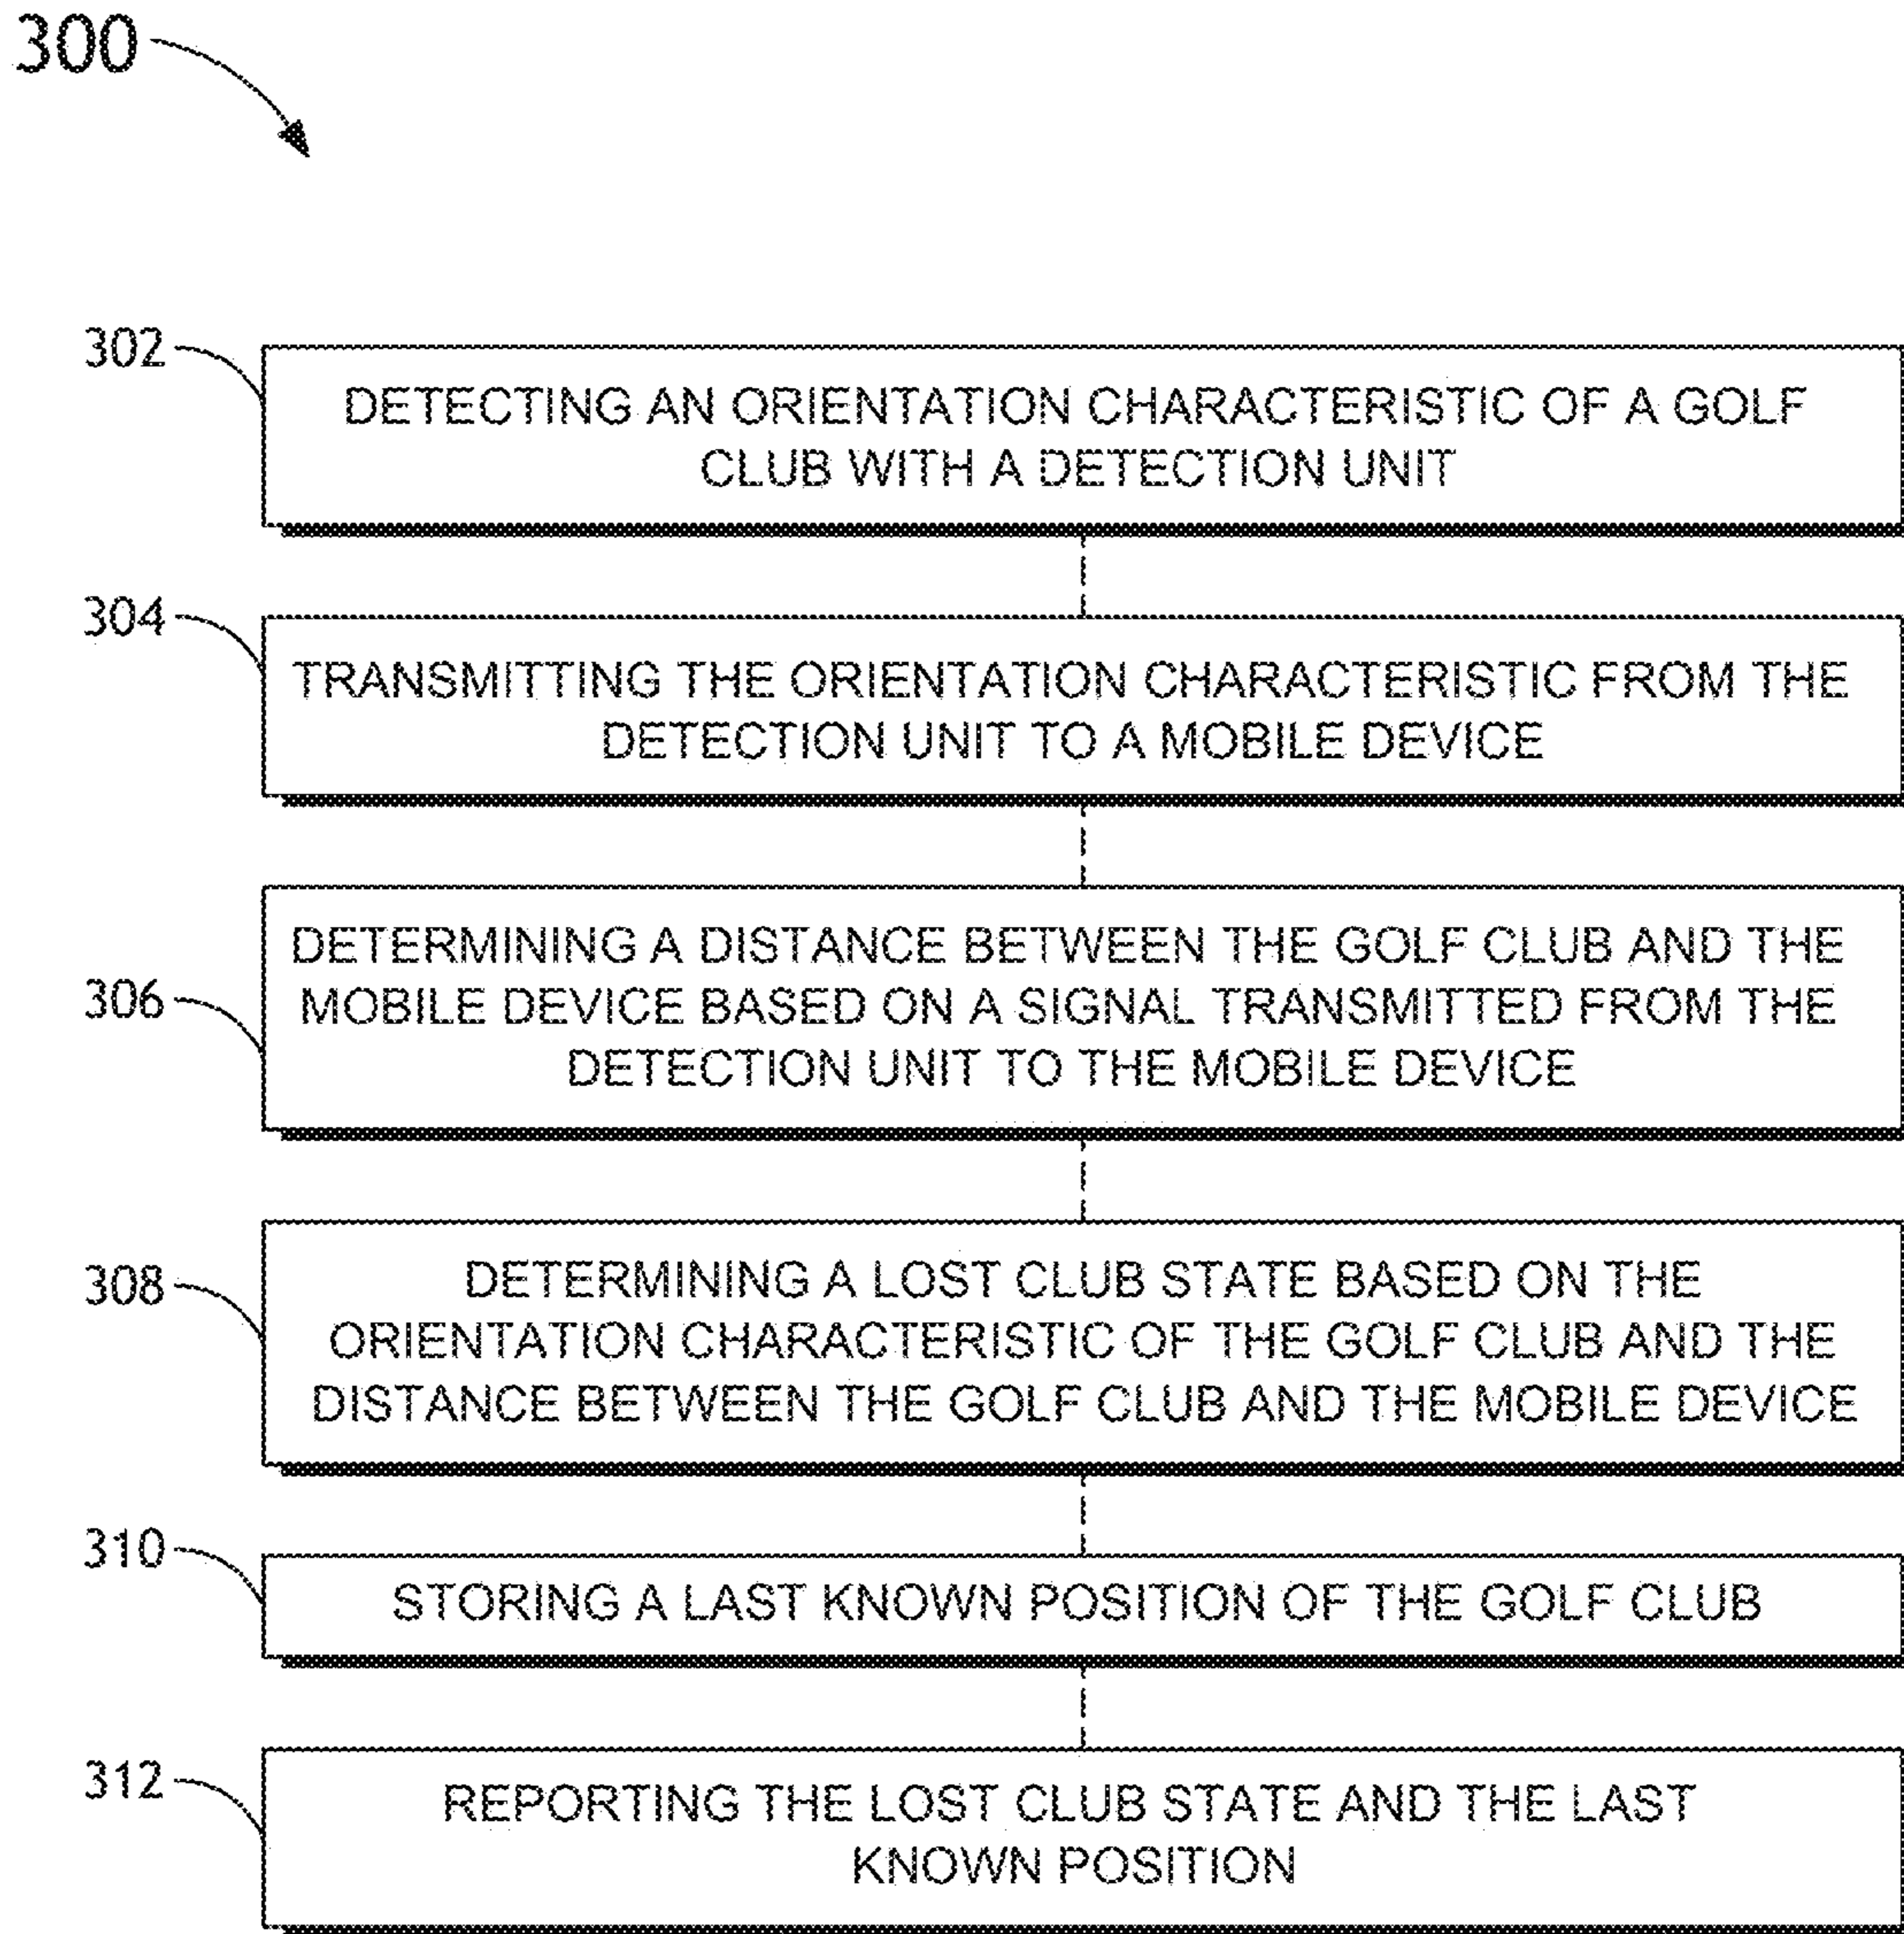 300
302
DETECTING AN ORIENTATION CHARACTERISTIC OF A GOLF
CLUB WITH A DETECTION UNIT
304
TRANSMITTING THE ORIENTATION CHARACTERISTIC FROM THE
DETECTION UNIT TO A MOBILE DEVICE
306
DETERMINING A DISTANCE BETWEEN THE GOLF CLUB AND THE
MOBILE DEVICE BASED ON A SIGNAL TRANSMITTED FROM THE
DETECTION UNIT TO THE MOBILE DEVICE
308
DETERMINING A LOST CLUB STATE BASED ON THE
ORIENTATION CHARACTERISTIC OF THE GOLF CLUB AND THE
DISTANCE BETWEEN THE GOLF CLUB AND THE MOBILE DEVICE
310
STORING A LAST KNOWN POSITION OF THE GOLF CLUB
312
REPORTING THE LOST CLUB STATE AND THE LAST
KNOWN POSITION